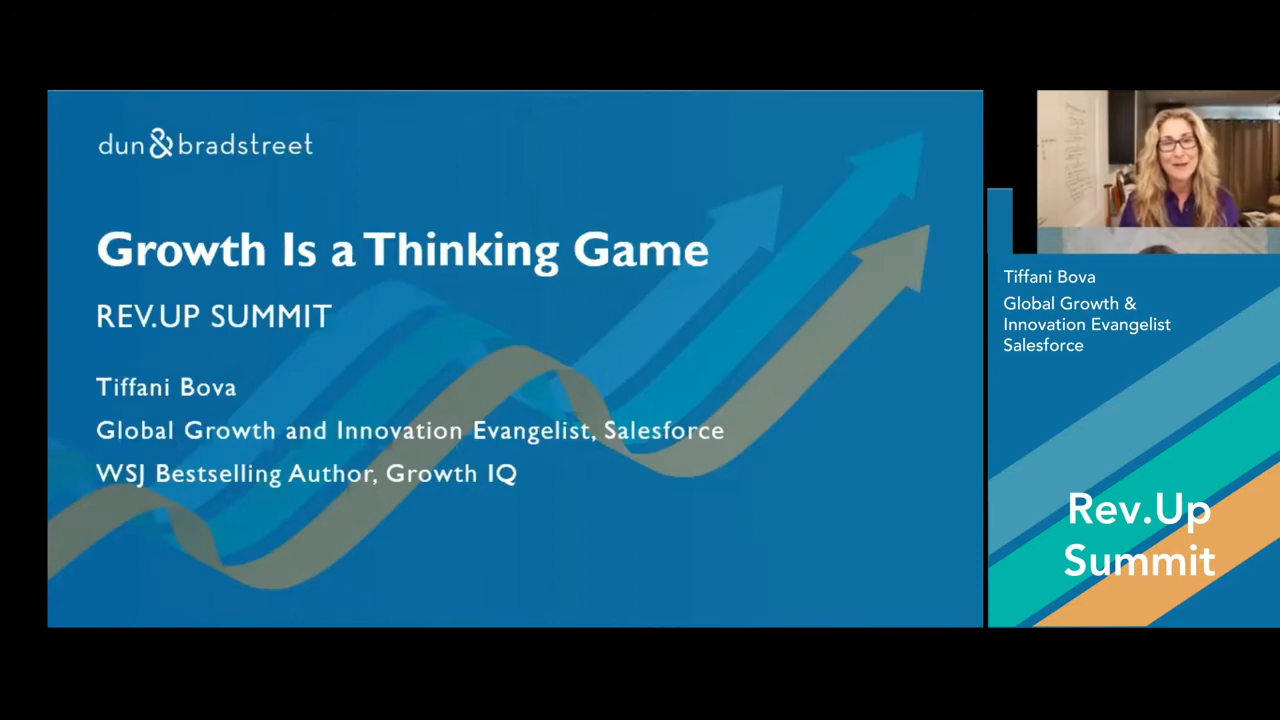 dun&bradstreet
Growth Is a Thinking Game
REV.UP SUMMIT
Tiffani Bova
Global Growth and Innovation Evangelist, Salesforce
WSJ Bestselling Author, Growth IQ
Tiffani Bova
Global Growth &
Innovation Evangelist
Salesforce
Rev.Up
Summit